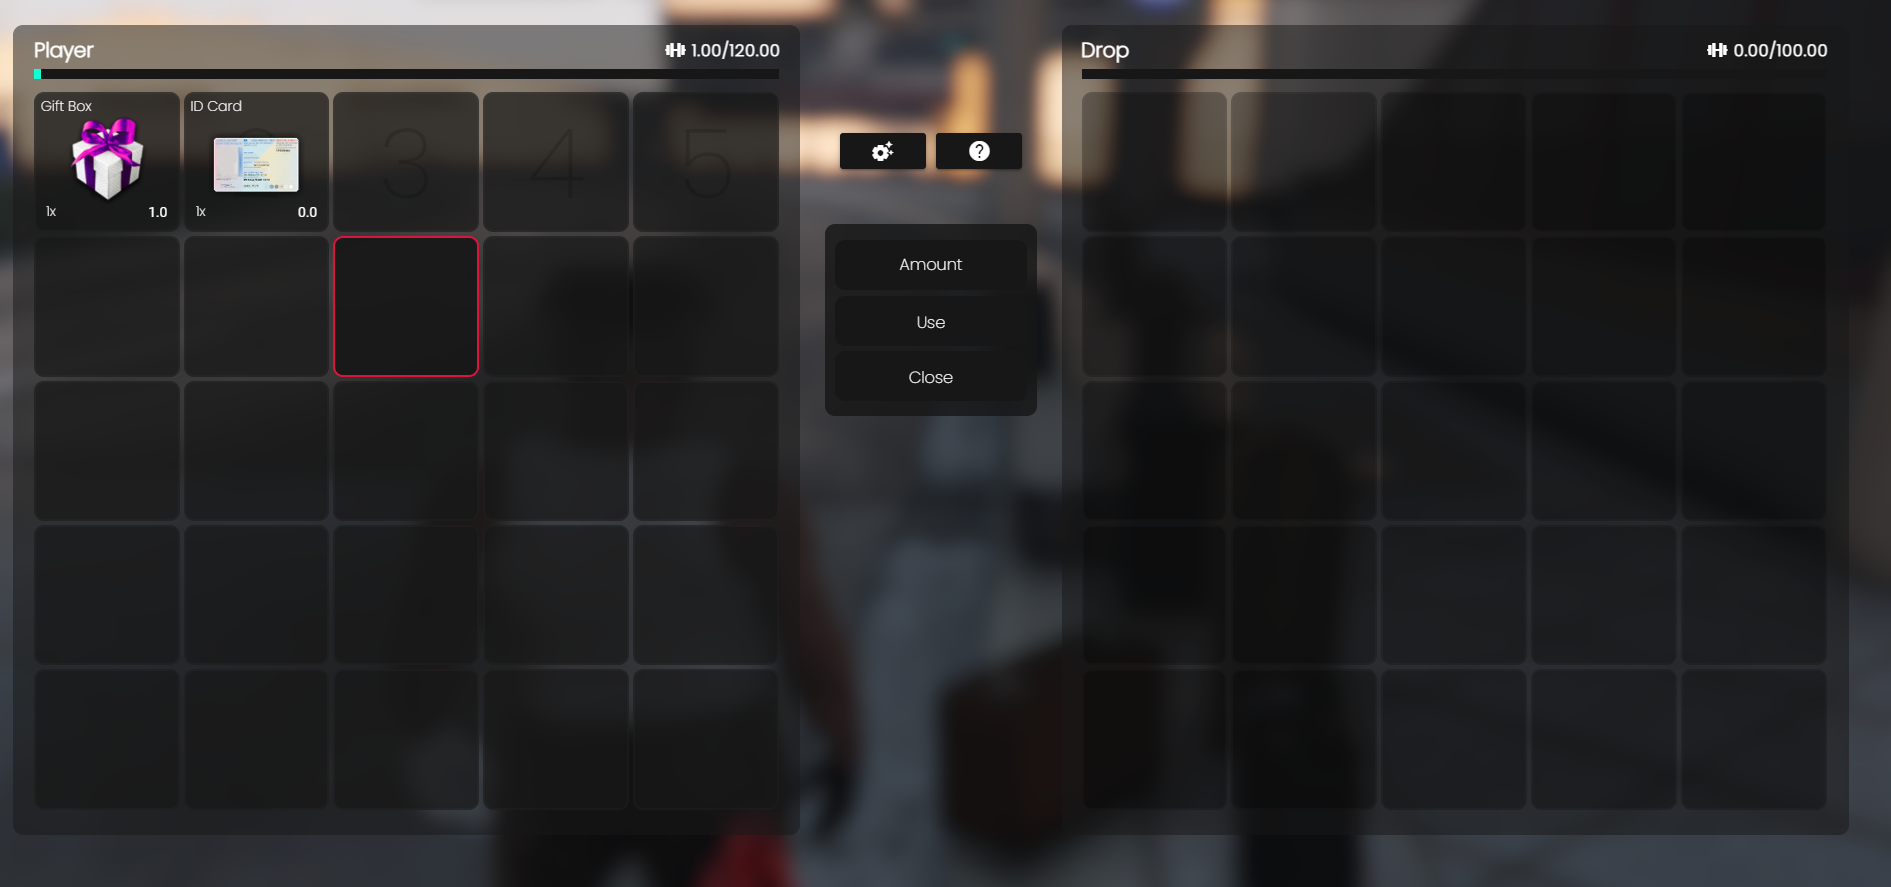 Player
1.00/120.00
Drop
0.00/100.00
Gift Box
1x
1.0
ID Card
1x
0.0
3
4
5
Amount
Use
Close